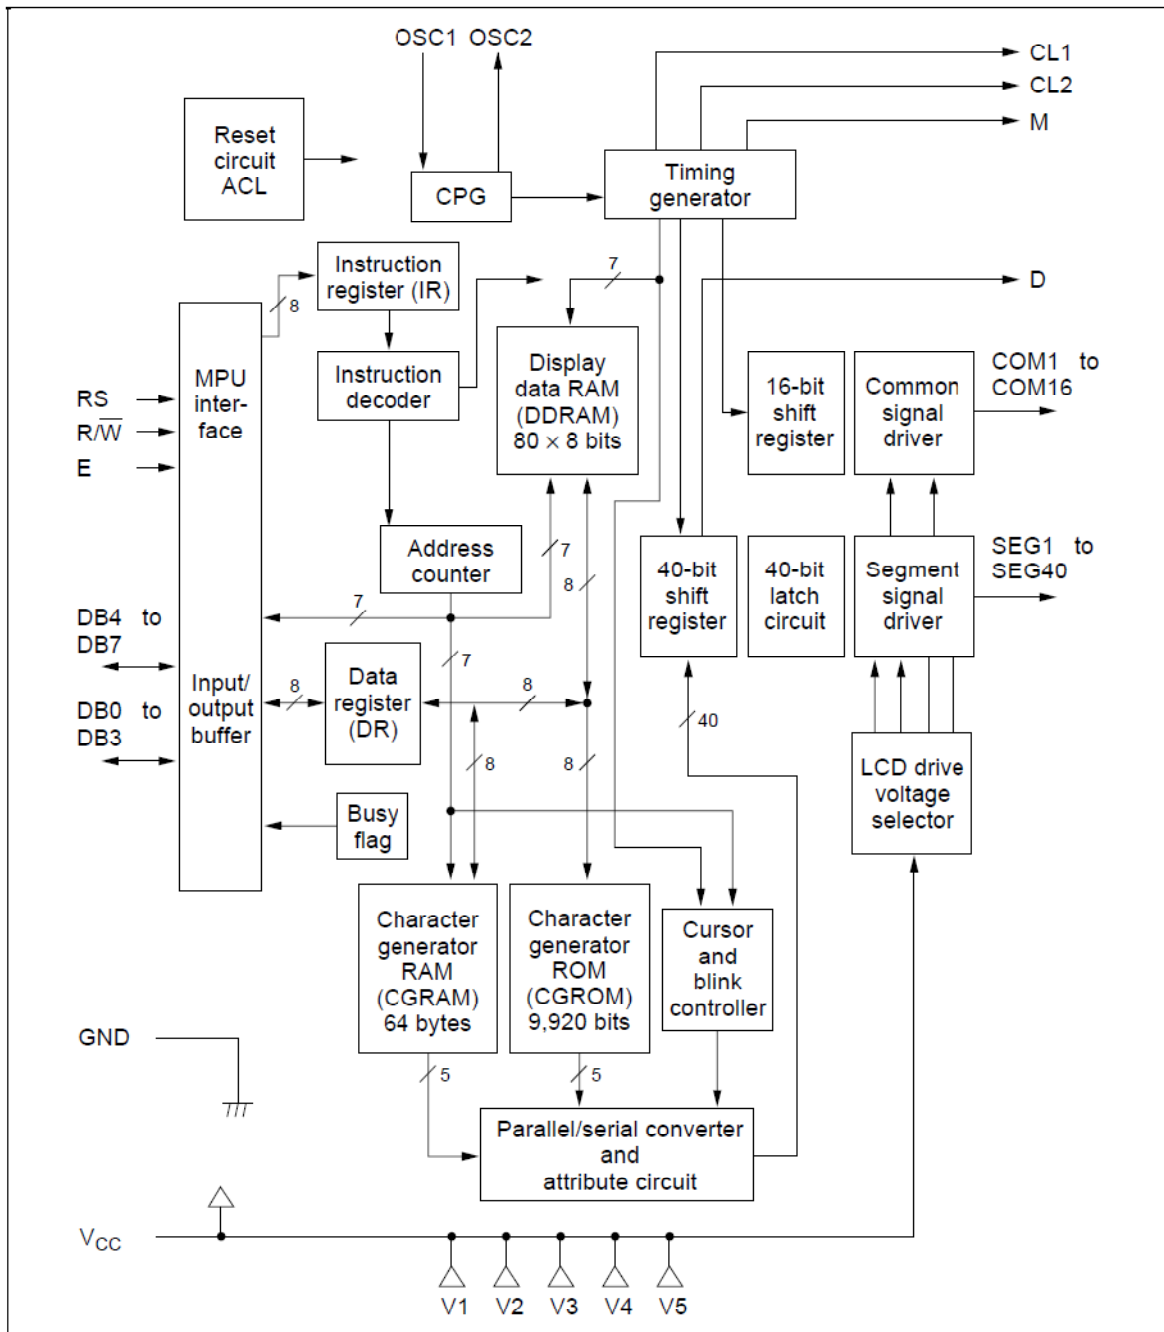 OSC1 OSC2
CL1
CL2
M
Reset
circuit
ACL
CPG
Timing
generator
Instruction
register (IR)
8
7
D
MPU
inter-
face
Instruction
decoder
Display
data RAM
(DDRAM)
80 × 8 bits
16-bit
shift
register
Common
signal
driver
COM1 to
COM16
RS
R/W̅
E
Address
counter
7
8
40-bit
shift
register
40-bit
latch
circuit
Segment
signal
driver
SEG1 to
SEG40
7
7
DB4 to
DB7
DB0 to
DB3
Input/
output
buffer
8
Data
register
(DR)
8
8
8
40
LCD drive
voltage
selector
Busy
flag
Character
generator
RAM
(CGRAM)
64 bytes
Character
generator
ROM
(CGROM)
9,920 bits
Cursor
and
blink
controller
GND
5
5
Parallel/serial converter
and
attribute circuit
VCC
V1 V2 V3 V4 V5